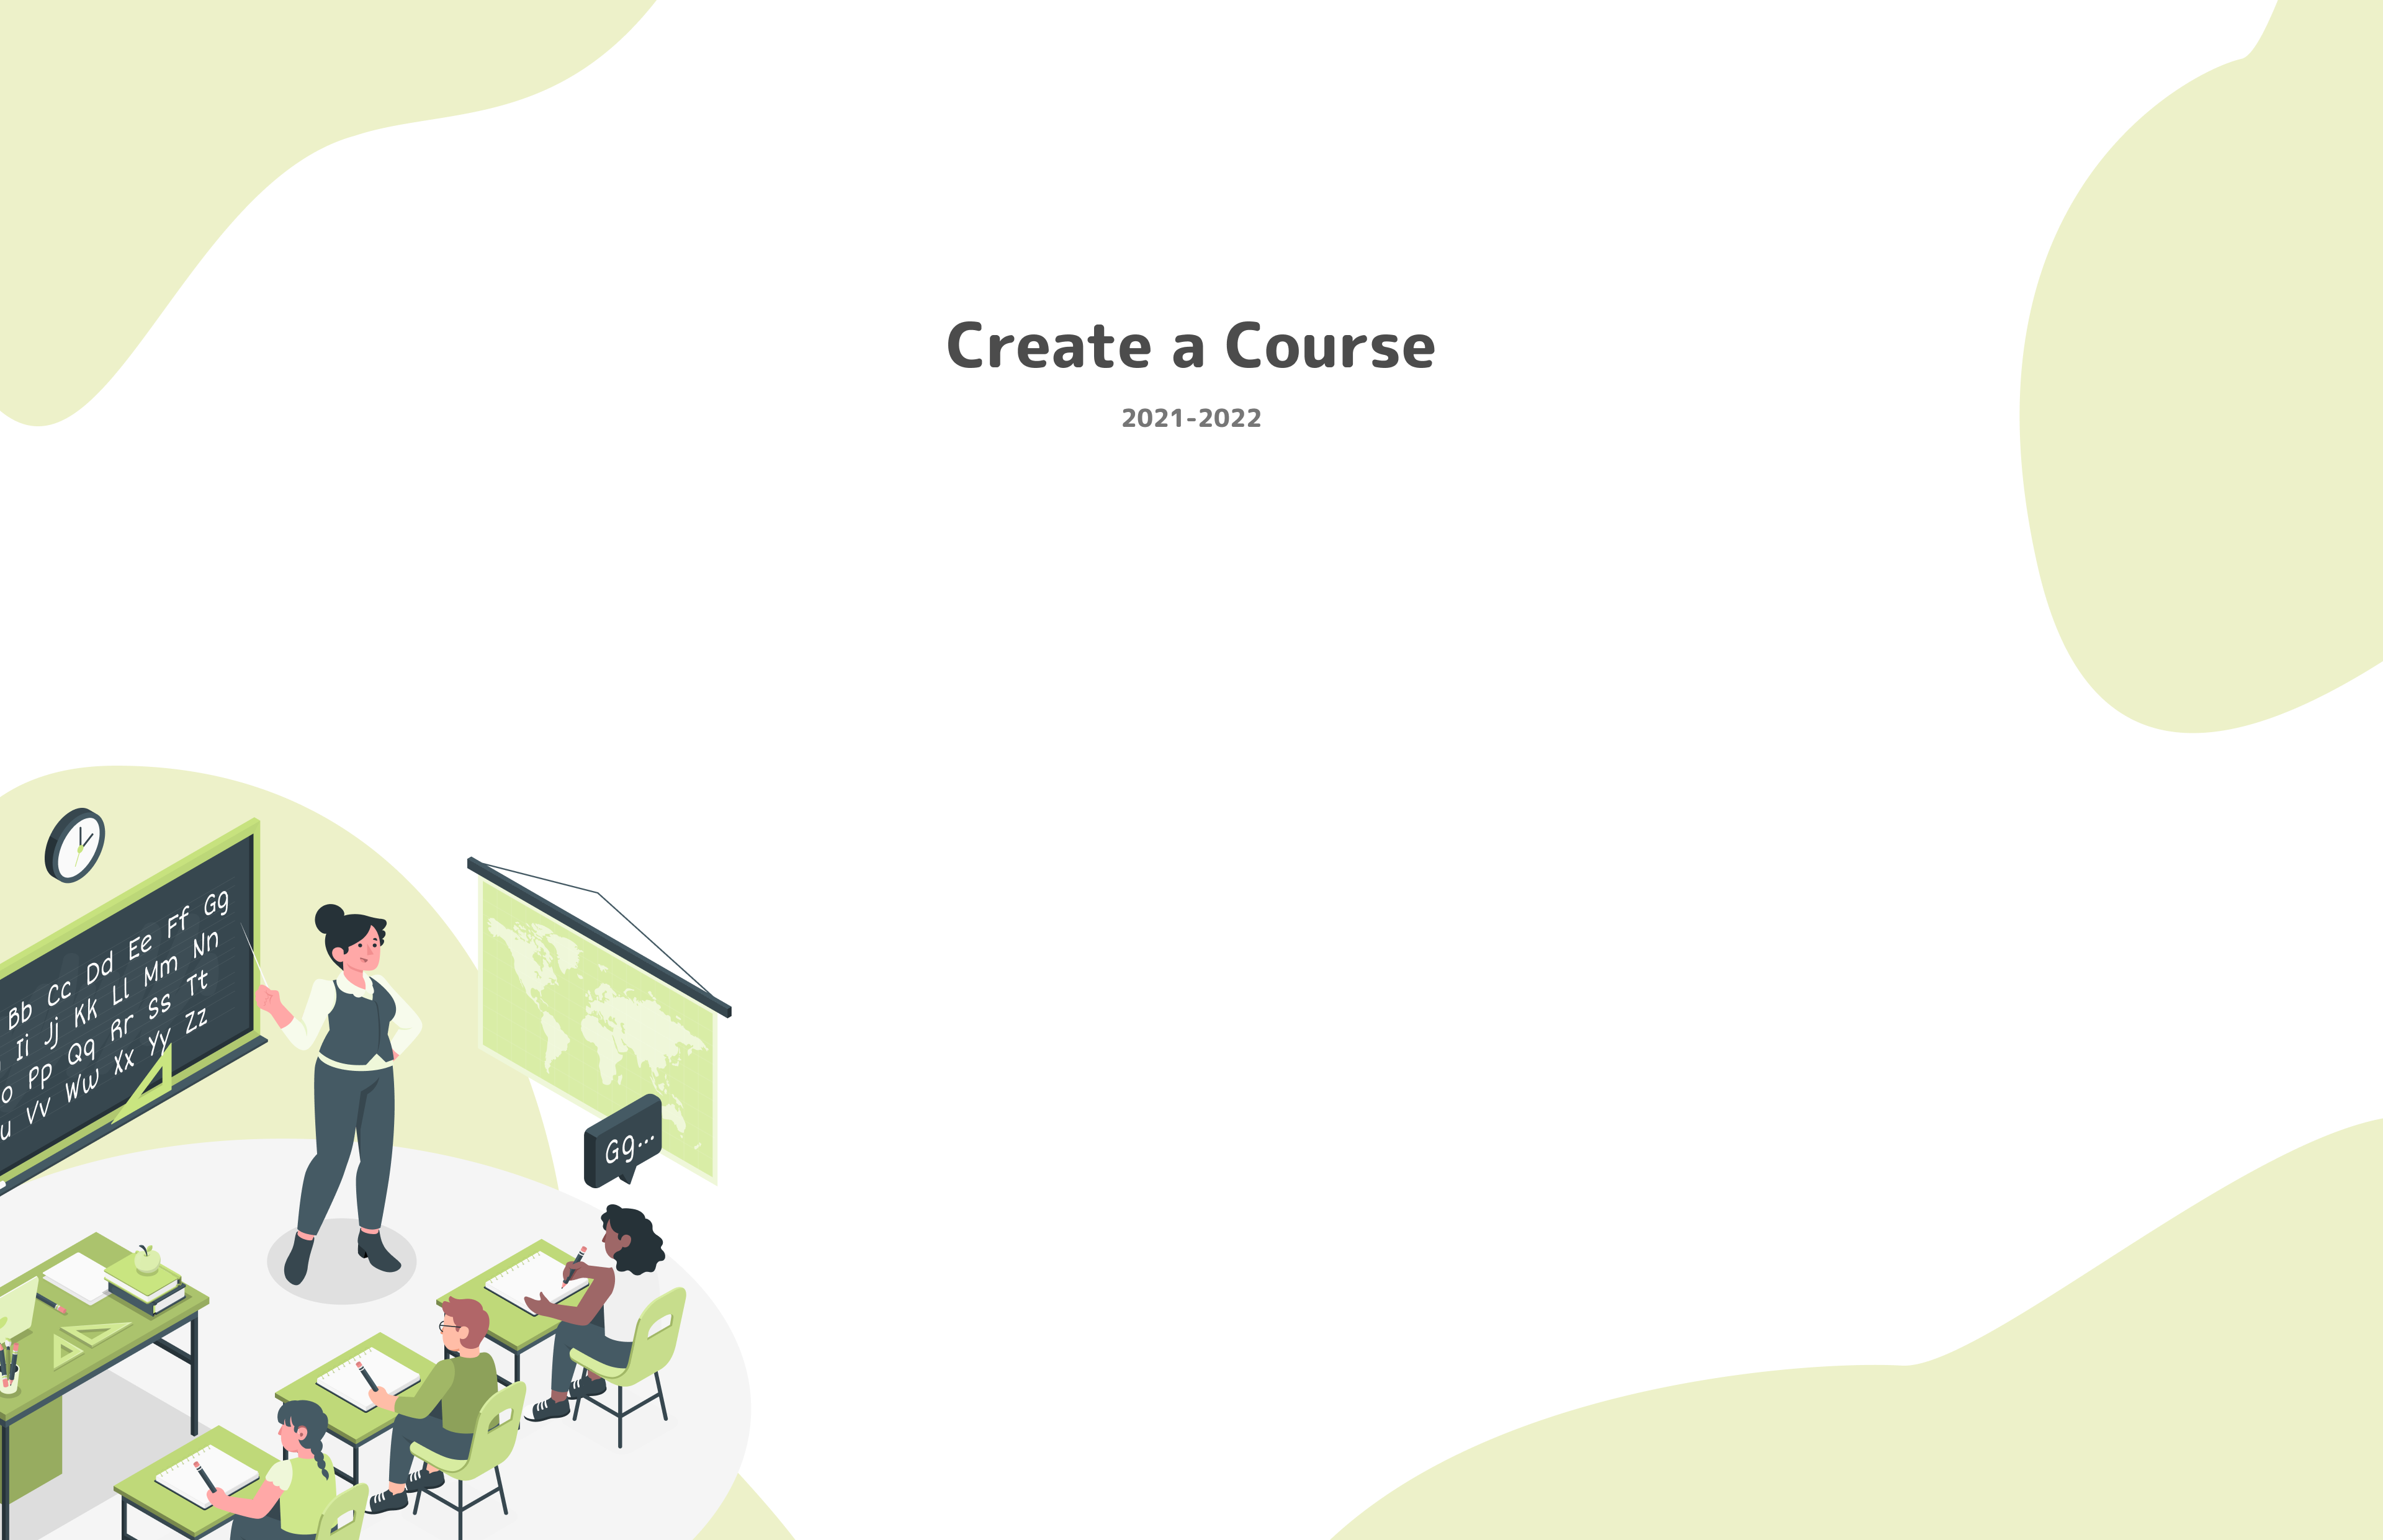 Create a Course
2021-2022
Dd Ee Ff Gg
Bb Cc
Ii Jj Kk Ll Mm Nn
o Pp Qq Rr Ss Tt
u Vv Ww Xx Yy Zz
Gg...